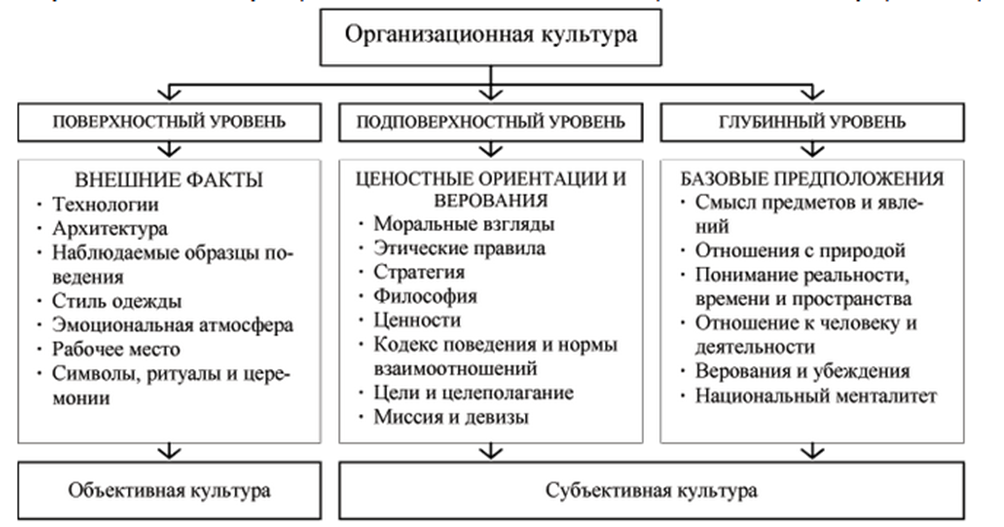 Организационная культура
ПОВЕРХНОСТНЫЙ УРОВЕНЬ
ПОДПОВЕРХНОСТНЫЙ УРОВЕНЬ
ГЛУБИННЫЙ УРОВЕНЬ
ВНЕШНИЕ ФАКТЫ
· Технологии
· Архитектура
· Наблюдаемые образцы по-
ведения
· Стиль одежды
· Эмоциональная атмосфера
· Рабочее место
· Символы, ритуалы и цере-
монии
ЦЕНОСТНЫЕ ОРИЕНТАЦИИ И
ВЕРОВАНИЯ
· Моральные взгляды
· Этические правила
· Стратегия
· Философия
· Ценности
· Кодекс поведения и нормы
взаимоотношений
· Цели и целеполагание
· Миссия и девизы
БАЗОВЫЕ ПРЕДПОЛОЖЕНИЯ
· Смысл предметов и явле-
ний
· Отношения с природой
· Понимание реальности,
времени и пространства
· Отношение к человеку и
деятельности
· Верования и убеждения
· Национальный менталитет
Объективная культура
Субъективная культура